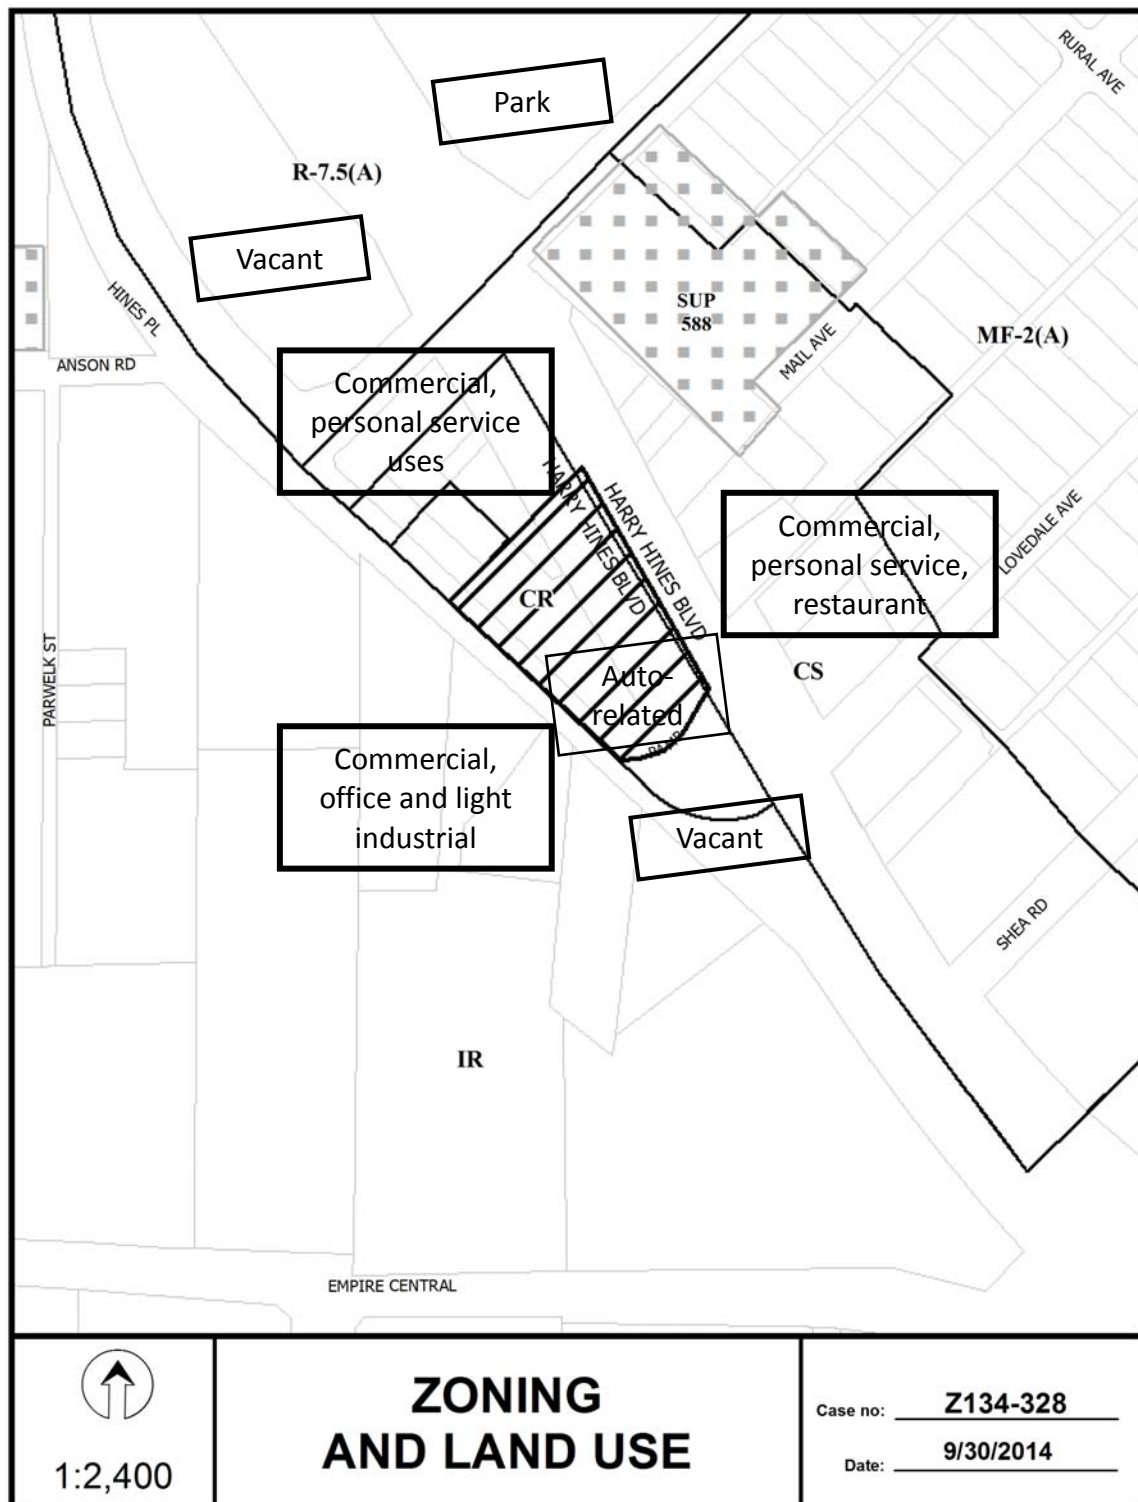 Park
RURAL AVE
R-7.5(A)
Vacant
HINES PL
SUP
588
MF-2(A)
MAIL AVE
ANSON RD
Commercial,
personal service
uses
HARRY HINES BLVD
HARRY HINES BLVD
Commercial,
personal service,
restaurant
LOVEDALE AVE
CR
PARWELK ST
CS
Auto-
related
Commercial,
office and light
industrial
Vacant
SHEA RD
IR
EMPIRE CENTRAL
1:2,400
ZONING
AND LAND USE
Case no: Z134-328
Date: 9/30/2014